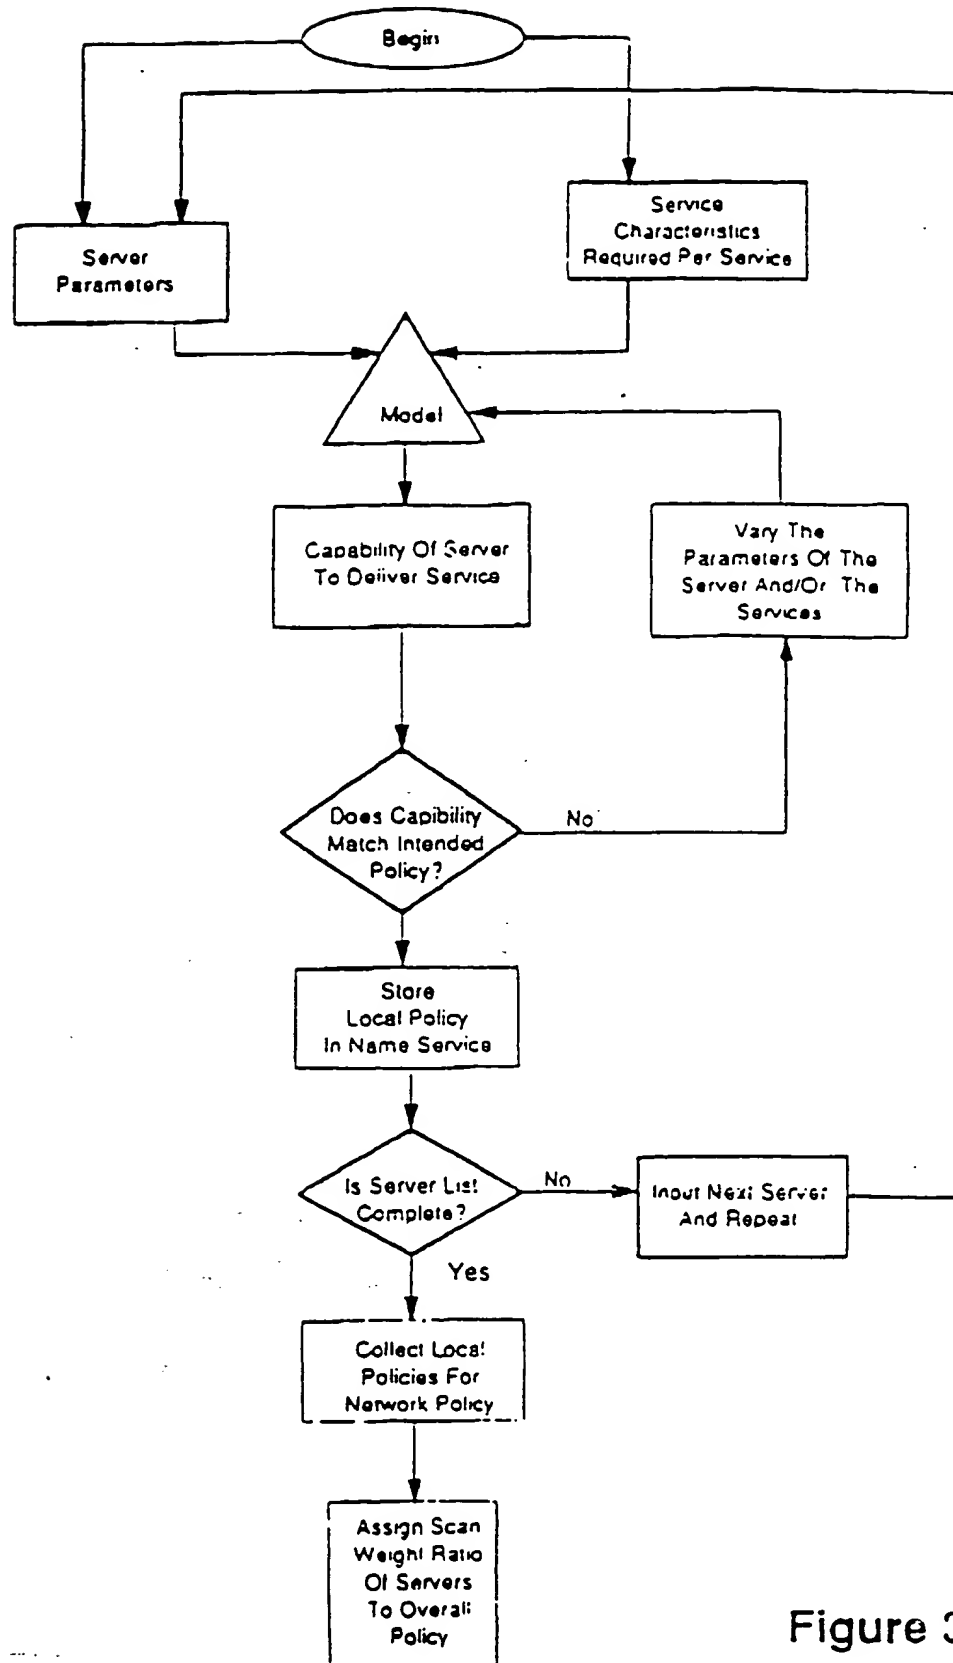 Begin
Server
Parameters
Service
Characteristics
Required Per Service
Model
Capability Of Server
To Deliver Service
Vary The
Parameters Of The
Server And/Or The
Services
Does Capibility
Match Intended
Policy?
No
Store
Local Policy
In Name Service
Is Server List
Complete?
No
Input Next Server
And Repeat
Yes
Collect Local
Policies For
Network Policy
Assign Scan
Weight Ratio
Of Servers
To Overall
Policy
Figure 3